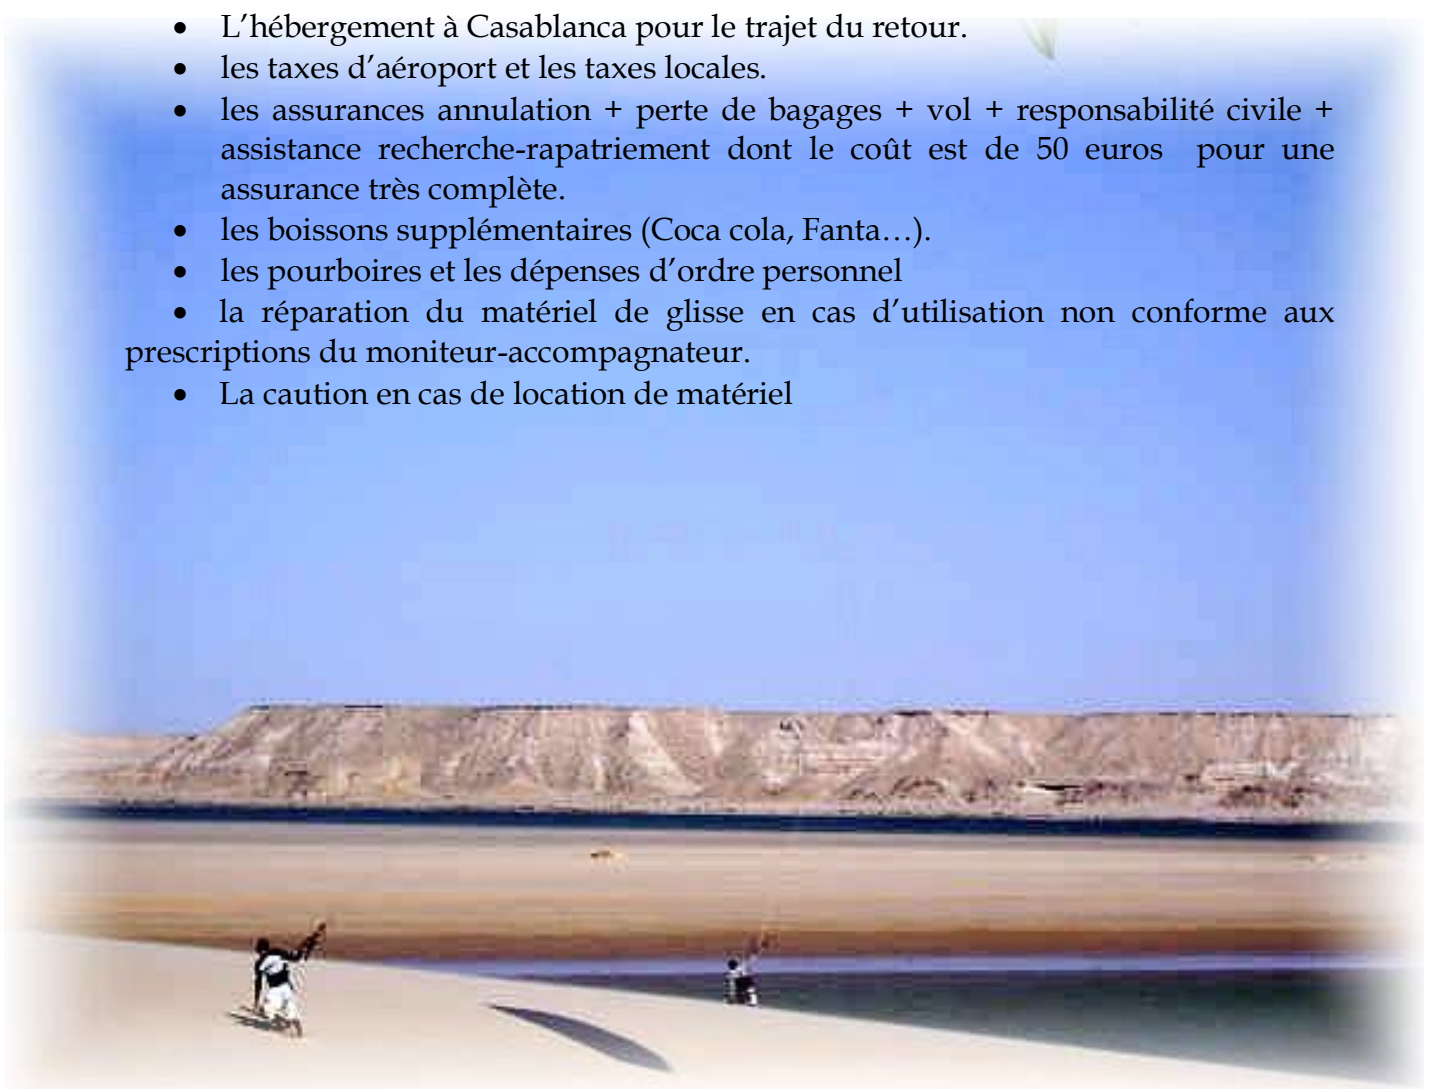 • L’hébergement à Casablanca pour le trajet du retour.
• les taxes d’aéroport et les taxes locales.
• les assurances annulation + perte de bagages + vol + responsabilité civile +
assistance recherche-rapatriement dont le coût est de 50 euros pour une
assurance très complète.
• les boissons supplémentaires (Coca cola, Fanta…).
• les pourboires et les dépenses d’ordre personnel
• la réparation du matériel de glisse en cas d’utilisation non conforme aux
prescriptions du moniteur-accompagnateur.
• La caution en cas de location de matériel